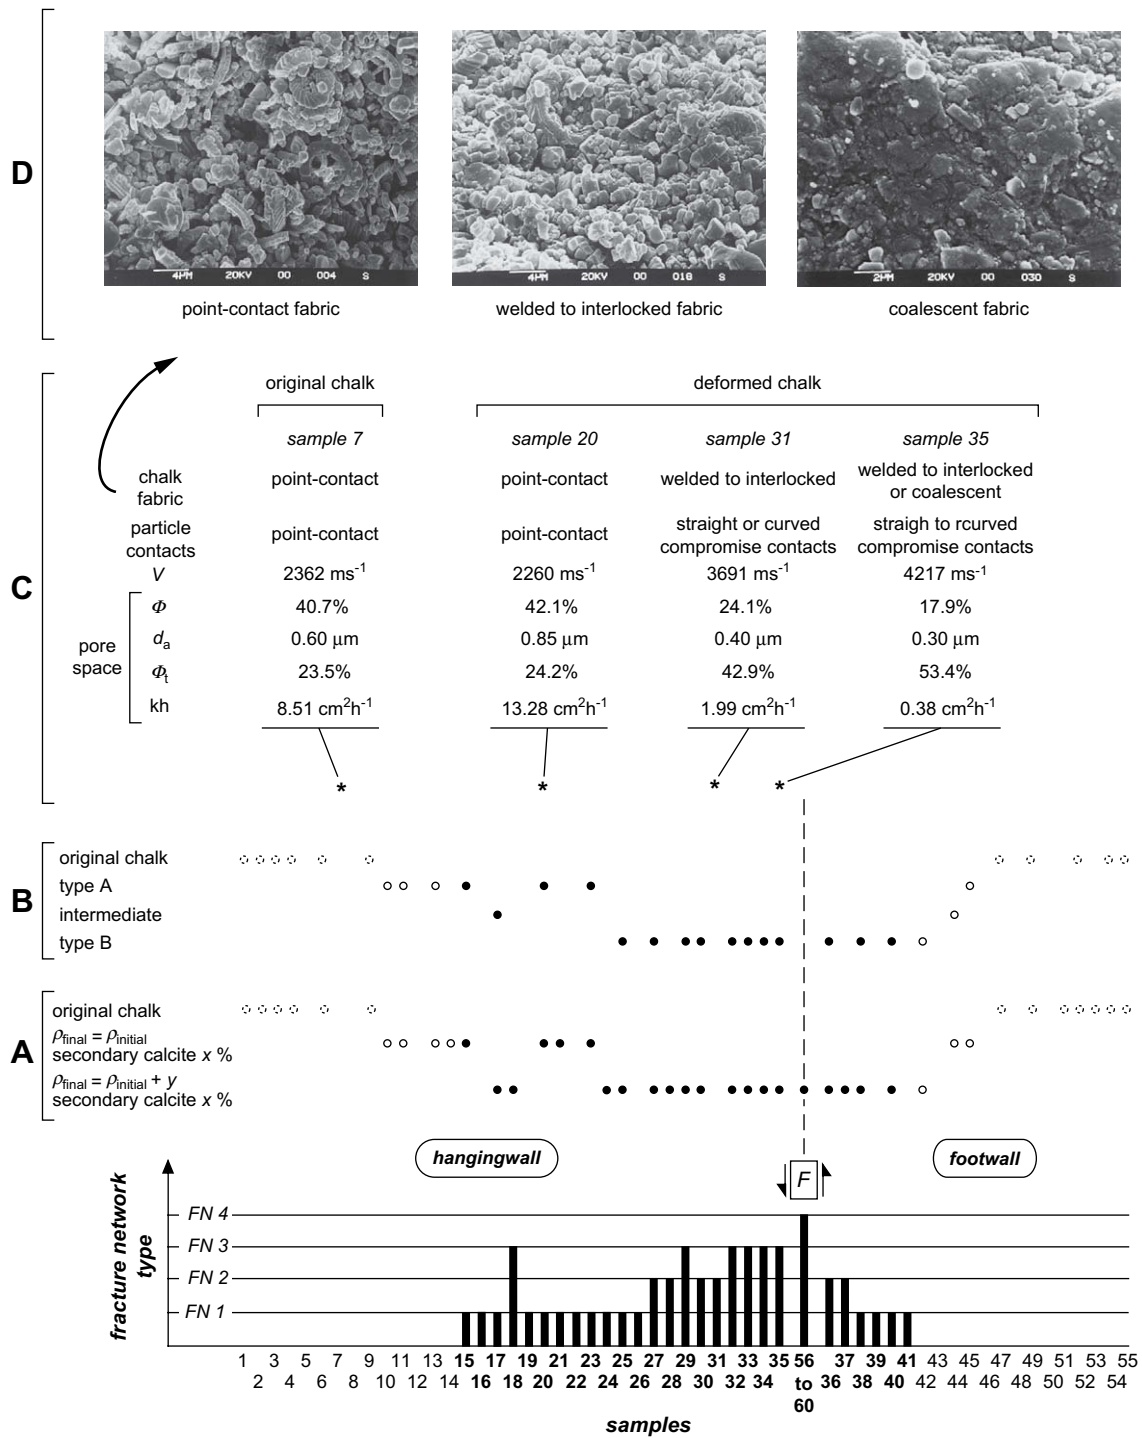 D
4µM 20KV 00 004 S
4µM 20KV 00 018 S
2µM 20KV 00 030 S
point-contact fabric
welded to interlocked fabric
coalescent fabric
C
original chalk
deformed chalk
sample 7 sample 20 sample 31 sample 35
chalk fabric point-contact point-contact welded to interlocked welded to interlocked or coalescent
particle contacts point-contact point-contact straight or curved compromise contacts straigh to rcurved compromise contacts
V 2362 ms-1 2260 ms-1 3691 ms-1 4217 ms-1
pore space
Φ 40.7% 42.1% 24.1% 17.9%
da 0.60 µm 0.85 µm 0.40 µm 0.30 µm
Φt 23.5% 24.2% 42.9% 53.4%
kh 8.51 cm2h-1 13.28 cm2h-1 1.99 cm2h-1 0.38 cm2h-1
* * * *
B
original chalk
type A
intermediate
type B
A
original chalk
ρfinal = ρinitial
secondary calcite x %
ρfinal = ρinitial + y
secondary calcite x %
hangingwall
footwall
F
fracture network
type
FN 4
FN 3
FN 2
FN 1
1 3 5 7 9 11 13 15 17 19 21 23 25 27 29 31 33 35 56 37 39 41 43 45 47 49 51 53 55
2 4 6 8 10 12 14 16 18 20 22 24 26 28 30 32 34 to 36 38 40 42 44 46 48 50 52 54
60
samples